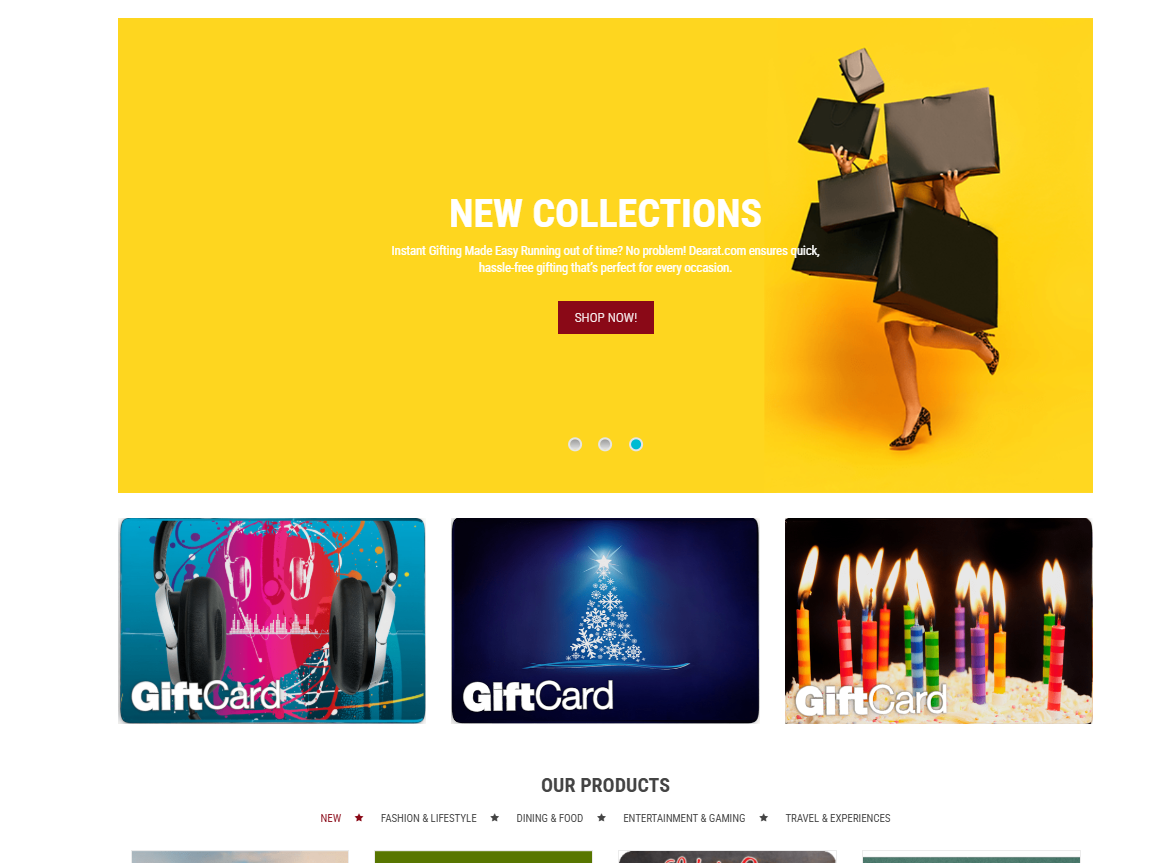 NEW COLLECTIONS
Instant Gifting Made Easy Running out of time? No problem! Dearat.com ensures quick,
hassle-free gifting that's perfect for every occasion.
SHOP NOW!
GiftCard
GiftCard
GiftCard
OUR PRODUCTS
NEW ★ FASHION & LIFESTYLE ★ DINING & FOOD ★ ENTERTAINMENT & GAMING ★ TRAVEL & EXPERIENCES